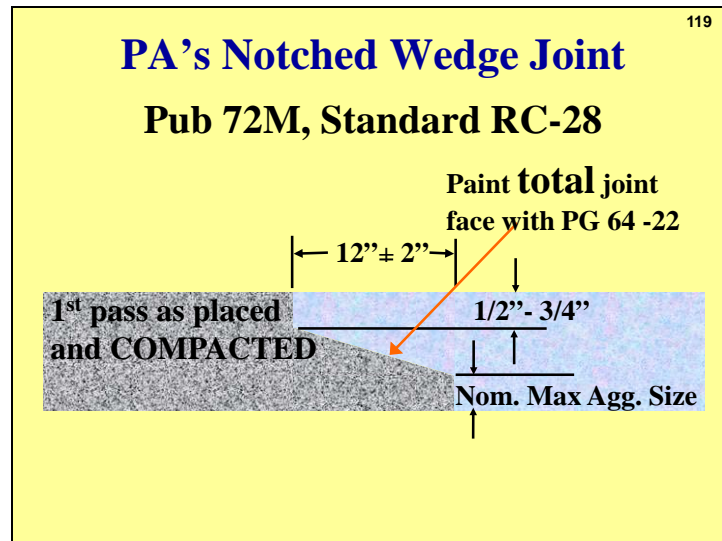 119
PA's Notched Wedge Joint
Pub 72M, Standard RC-28
Paint total joint
face with PG 64 -22
12”± 2”
1st pass as placed
and COMPACTED
1/2”- 3/4”
Nom. Max Agg. Size